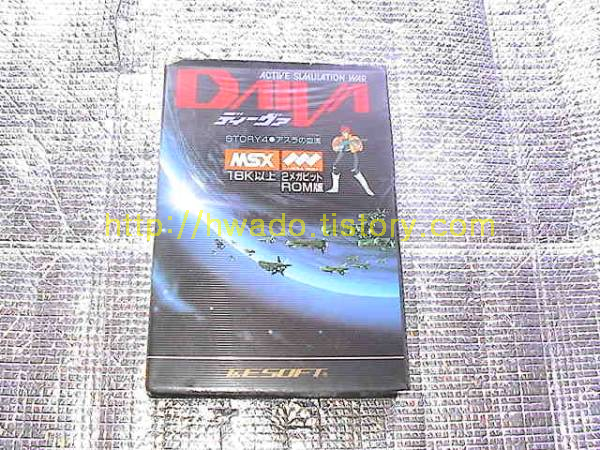 ACTIVE SIMULATION WAR
DAIVA
ディーヴァ
STORY4●アスラの血流
MSX
16K以上
2メガビット
ROM版
http://hwado.tistory.com
T&ESOFT